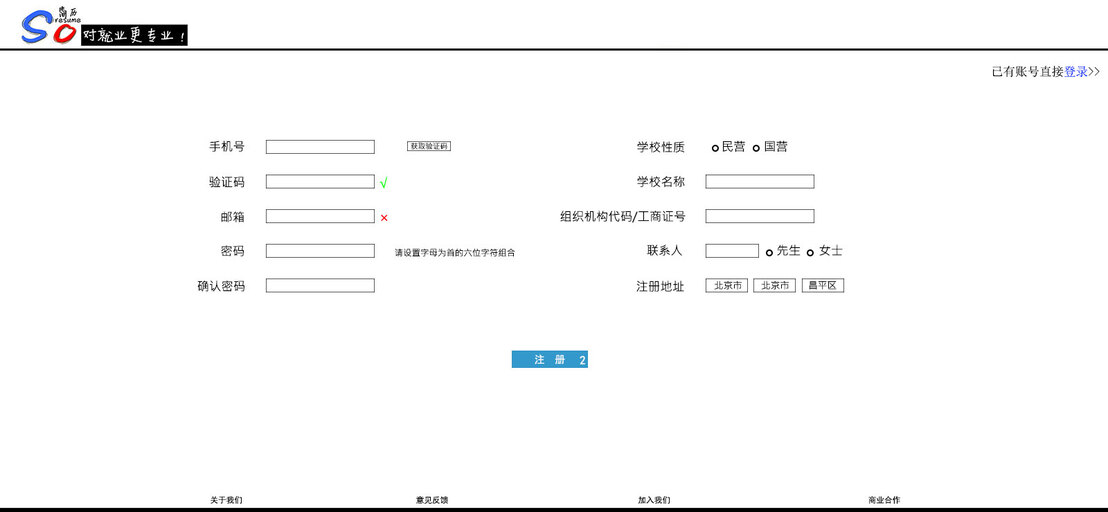 简历
So resume
对就业更专业！
已有账号直接登录>>
手机号 获取验证码
验证码 √
邮箱 ×
密码 请设置字母为首的六位字符组合
确认密码
学校性质 民营 国营
学校名称
组织机构代码/工商证号
联系人 先生 女士
注册地址 北京市 北京市 昌平区
注 册 2
关于我们 意见反馈 加入我们 商业合作